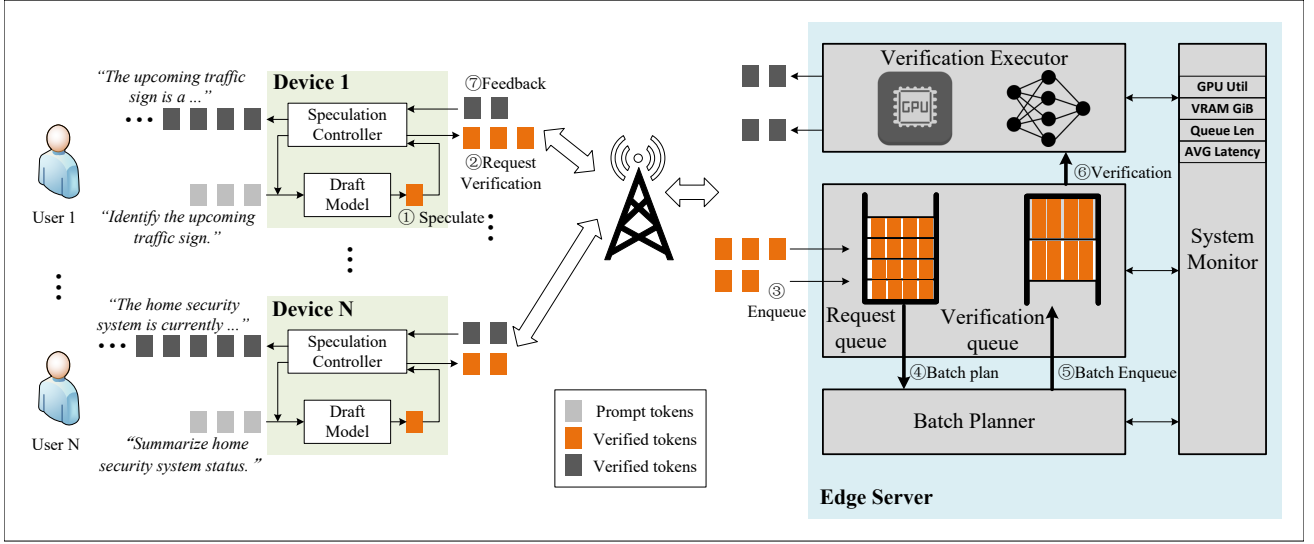 “The upcoming traffic
sign is a ...”
User 1
“Identify the upcoming
traffic sign.”
Device 1
Speculation
Controller
Draft
Model
⑦Feedback
②Request
Verification
① Speculate
“The home security
system is currently ...”
User N
“Summarize home
security system status. ”
Device N
Speculation
Controller
Draft
Model
Prompt tokens
Verified tokens
Verified tokens
Verification Executor
GPU
GPU Util
VRAM GiB
Queue Len
AVG Latency
System
Monitor
⑥Verification
③
Enqueue
Request
queue
Verification
queue
④Batch plan
⑤Batch Enqueue
Batch Planner
Edge Server